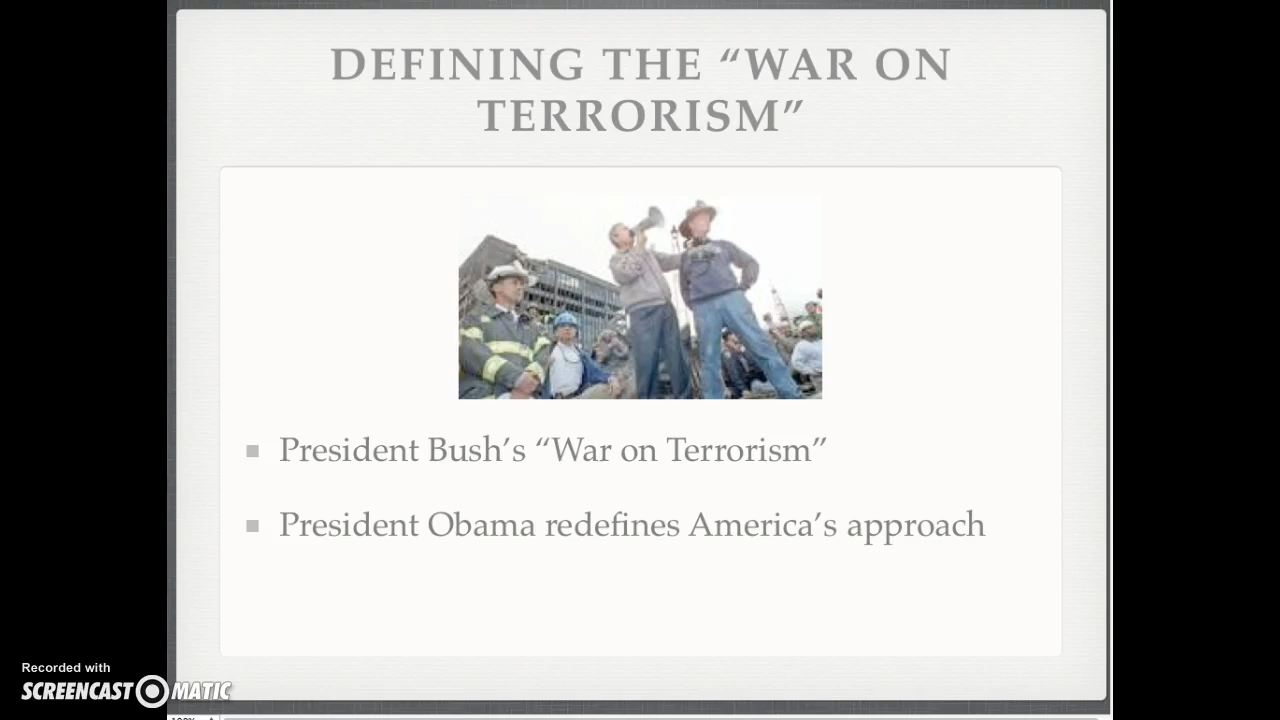 DEFINING THE “WAR ON
TERRORISM”
President Bush’s “War on Terrorism”
President Obama redefines America’s approach
Recorded with
SCREENCAST MATIC